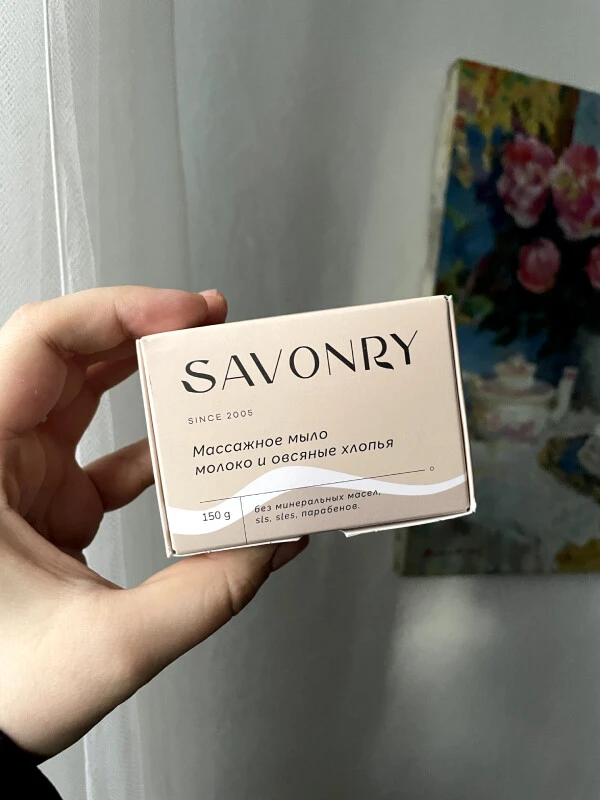 SAVONRY
SINCE 2005
Массажное мыло
молоко и овсяные хлопья
150 g
без минеральных масел,
sls, sles, парабенов.